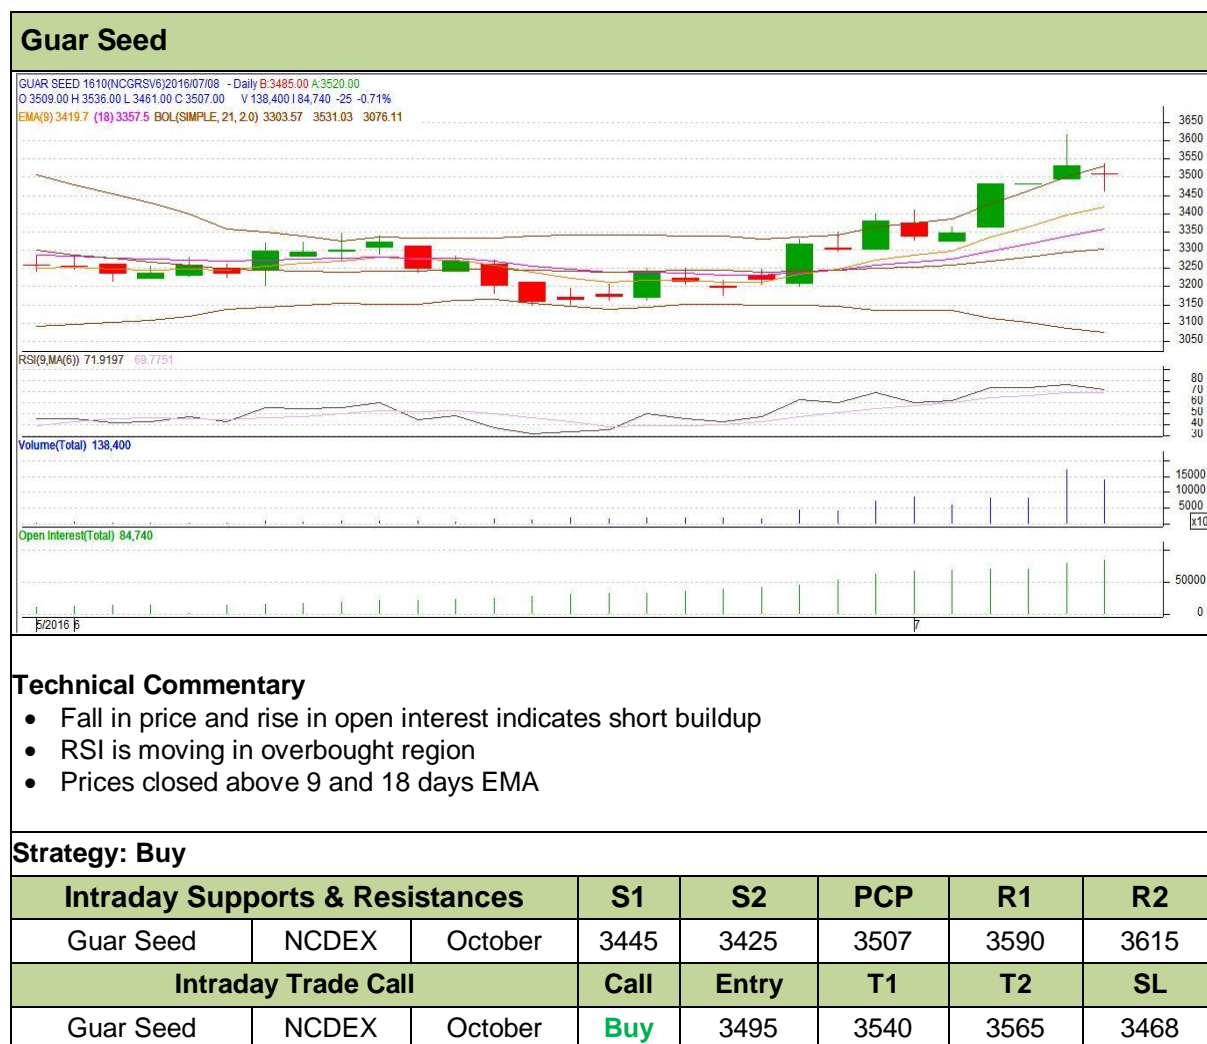 Guar Seed
GUAR SEED 1610(NCGRSV6)2016/07/08 - Daily B:3485.00 A:3520.00
O 3509.00 H 3536.00 L 3461.00 C 3507.00 V 138,400 I 84,740 -25 -0.71%
EMA(9) 3419.7 (18) 3357.5 BOL(SIMPLE, 21, 2.0) 3303.57 3531.03 3076.11
3650
3600
3550
3500
3450
3400
3350
3300
3250
3200
3150
3100
3050
RSI(9,MA(6)) 71.9197 69.7751
80
70
60
50
40
30
Volume(Total) 138,400
15000
10000
5000
x10
Open Interest(Total) 84,740
50000
0
5/2016 6 7
Technical Commentary
• Fall in price and rise in open interest indicates short buildup
• RSI is moving in overbought region
• Prices closed above 9 and 18 days EMA
Strategy: Buy
Intraday Supports & Resistances S1 S2 PCP R1 R2
Guar Seed NCDEX October 3445 3425 3507 3590 3615
Intraday Trade Call Call Entry T1 T2 SL
Guar Seed NCDEX October Buy 3495 3540 3565 3468